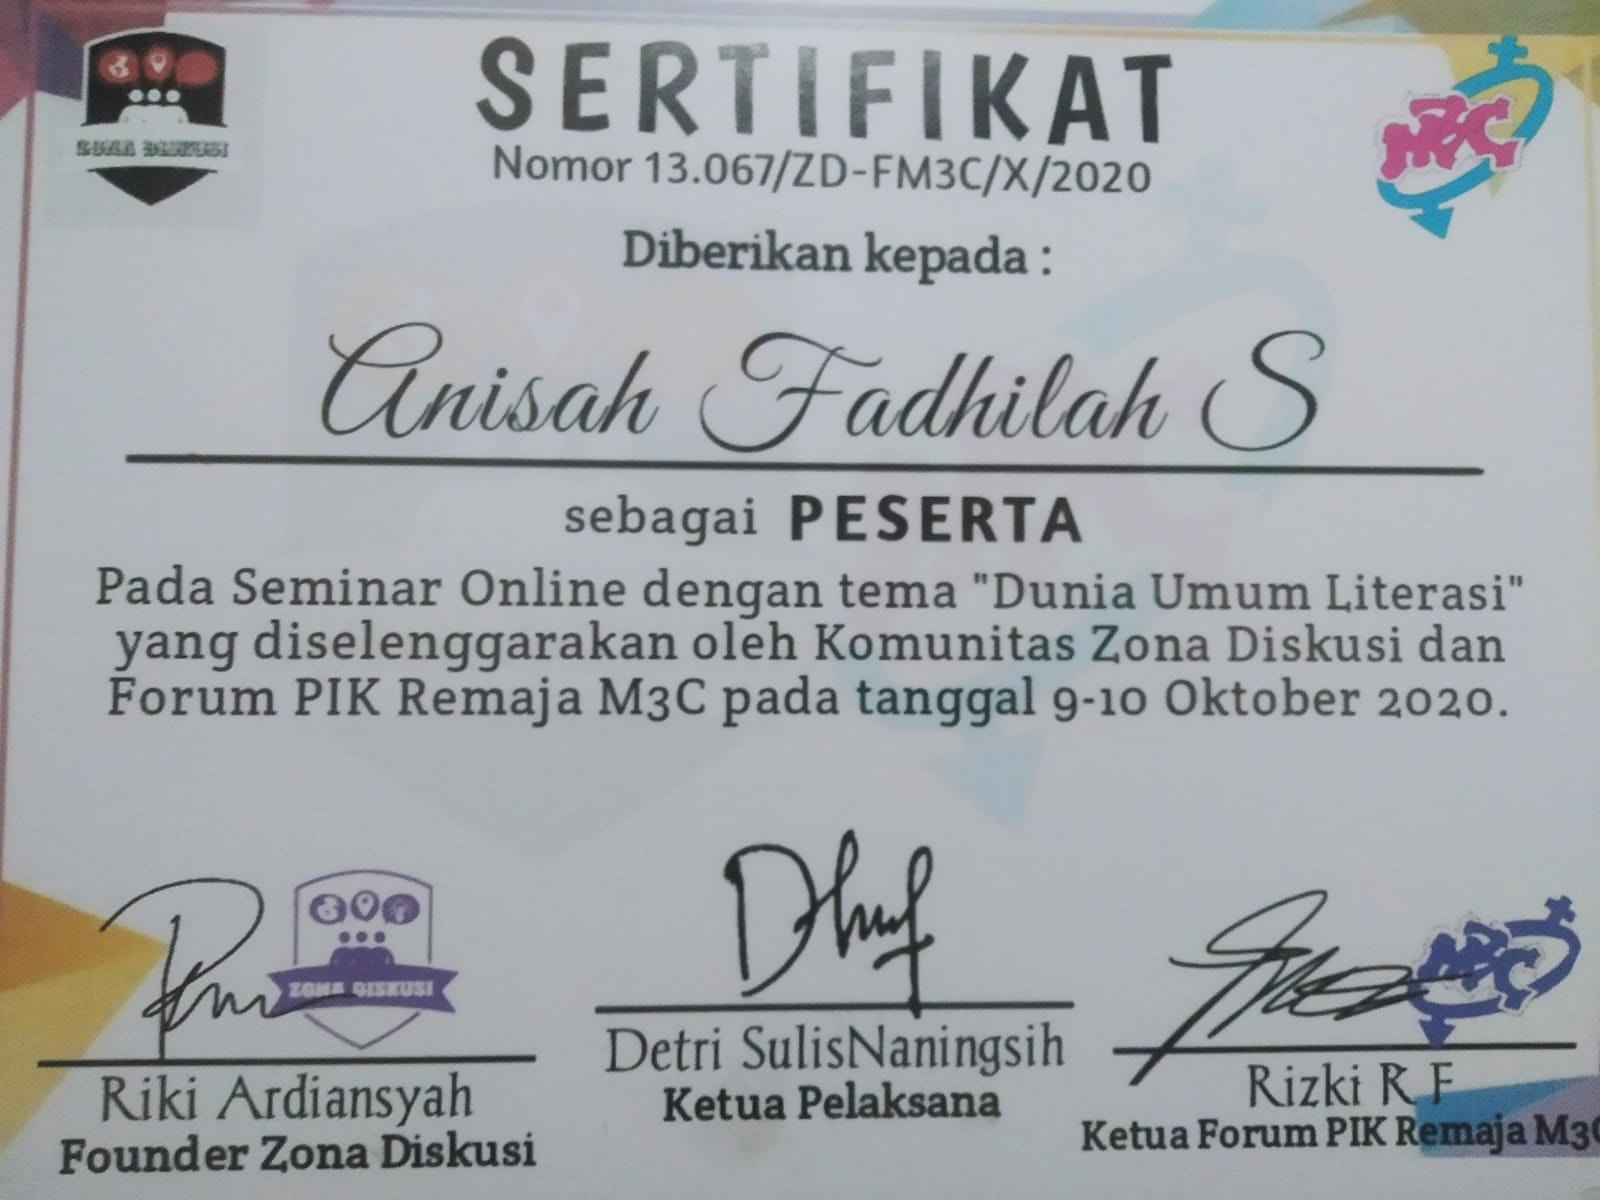 SERTIFIKAT
Nomor 13.067/ZD-FM3C/X/2020
ZONA DISKUSI
M3C
Diberikan kepada :
Anisah Fadhilah S
sebagai PESERTA
Pada Seminar Online dengan tema "Dunia Umum Literasi"
yang diselenggarakan oleh Komunitas Zona Diskusi dan
Forum PIK Remaja M3C pada tanggal 9-10 Oktober 2020.
ZONA DISKUSI
M3C
Riki Ardiansyah
Founder Zona Diskusi
Detri SulisNaningsih
Ketua Pelaksana
Rizki R F
Ketua Forum PIK Remaja M3C